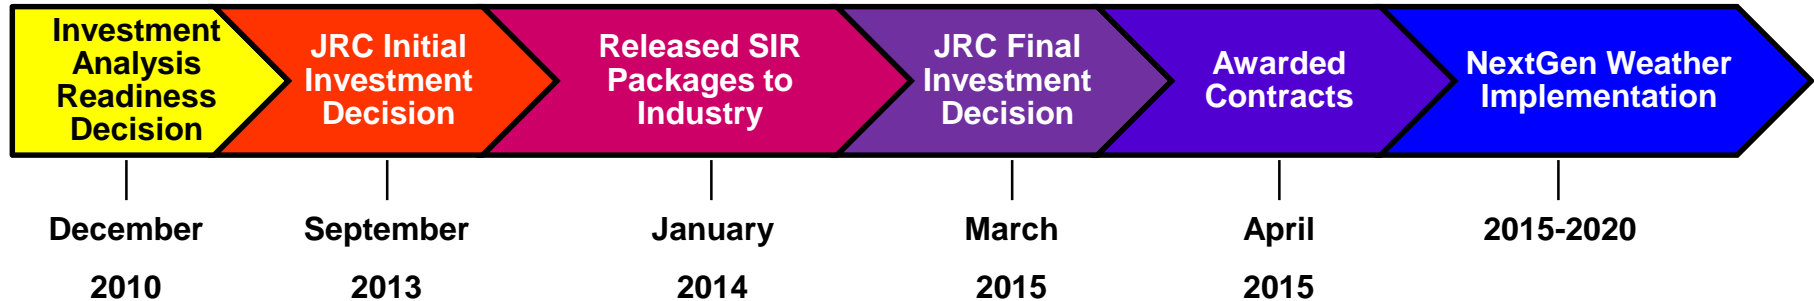 Investment
Analysis
Readiness
Decision
JRC Initial
Investment
Decision
Released SIR
Packages to
Industry
JRC Final
Investment
Decision
Awarded
Contracts
NextGen Weather
Implementation
December
2010
September
2013
January
2014
March
2015
April
2015
2015-2020